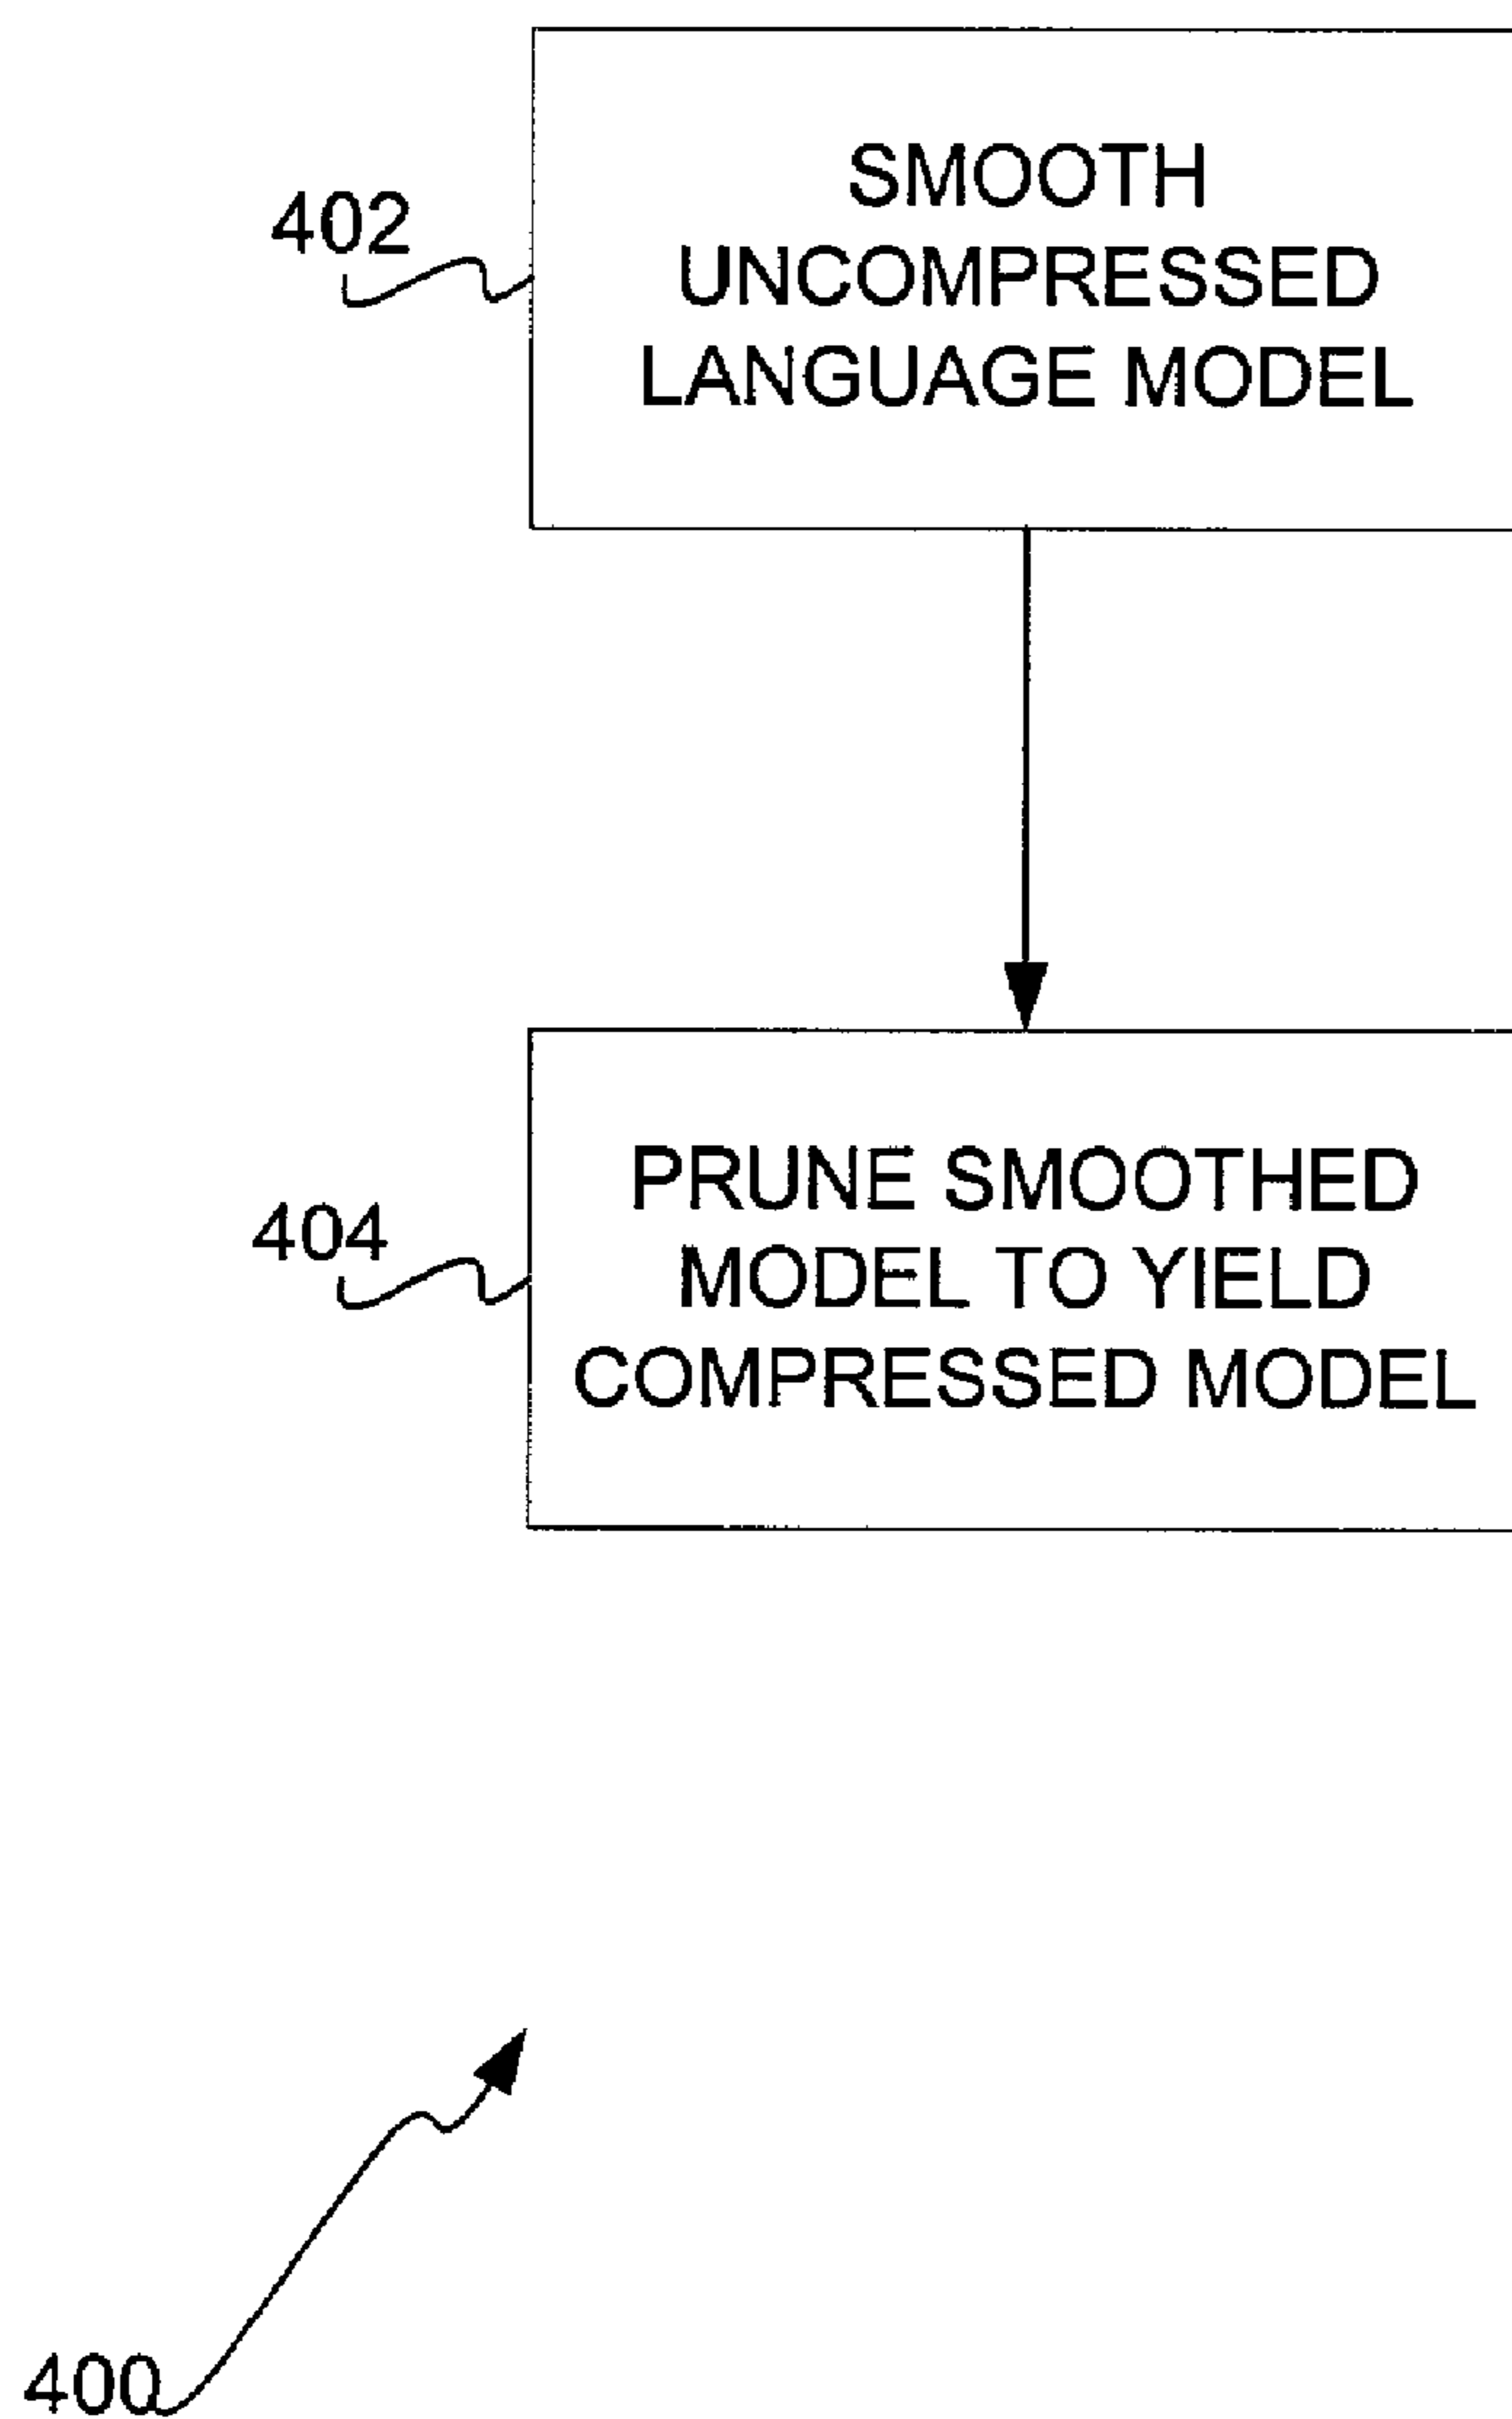 402
SMOOTH
UNCOMPRESSED
LANGUAGE MODEL
404
PRUNE SMOOTHED
MODEL TO YIELD
COMPRESSED MODEL
400